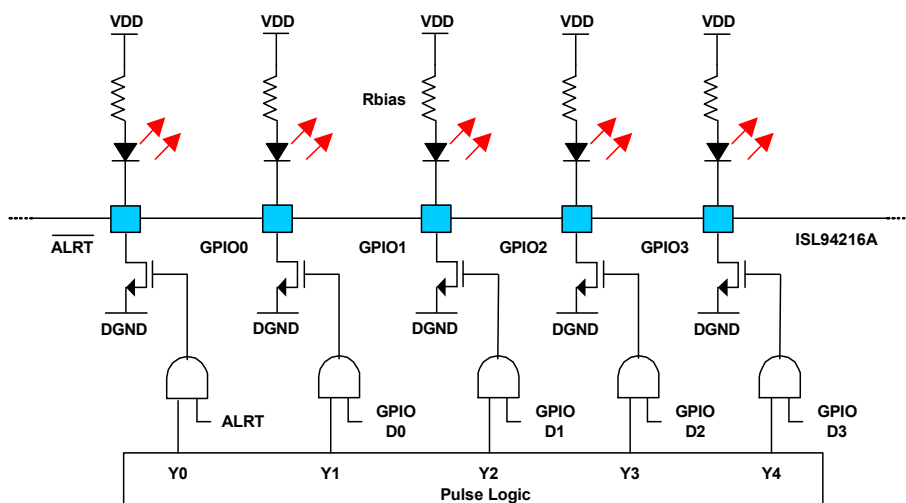 VDD VDD VDD VDD VDD
Rbias
ALRT GPIO0 GPIO1 GPIO2 GPIO3 ISL94216A
DGND DGND DGND DGND DGND
ALRT GPIO GPIO GPIO GPIO
D0 D1 D2 D3
Y0 Y1 Y2 Y3 Y4
Pulse Logic